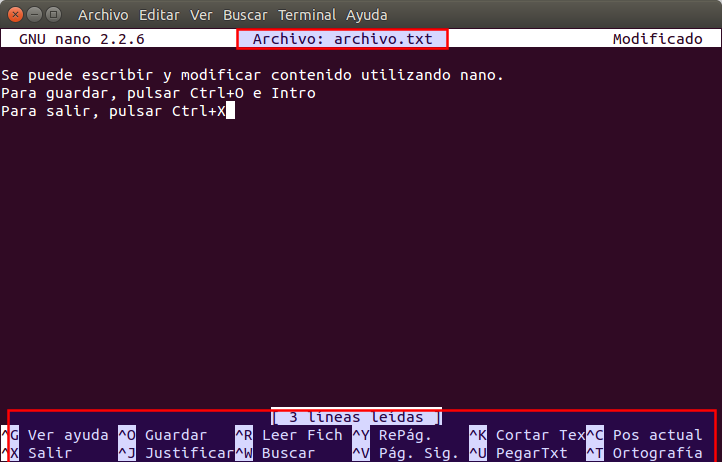 Archivo Editar Ver Buscar Terminal Ayuda
GNU nano 2.2.6 Archivo: archivo.txt Modificado
Se puede escribir y modificar contenido utilizando nano.
Para guardar, pulsar Ctrl+O e Intro
Para salir, pulsar Ctrl+X
[ 3 líneas leídas ]
^G Ver ayuda ^O Guardar ^R Leer Fich ^Y RePág. ^K Cortar Tex ^C Pos actual
^X Salir ^J Justificar ^W Buscar ^V Pág. Sig. ^U PegarTxt ^T Ortografía